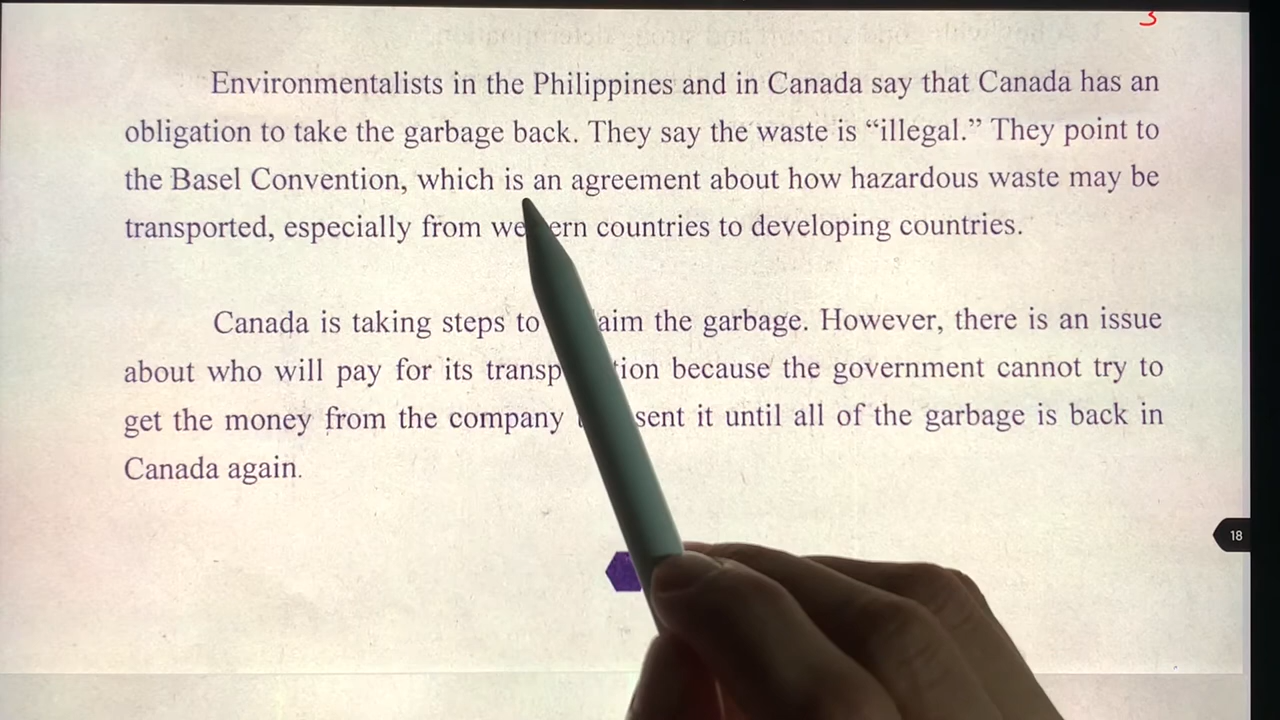 3
Environmentalists in the Philippines and in Canada say that Canada has an
obligation to take the garbage back. They say the waste is “illegal.” They point to
the Basel Convention, which is an agreement about how hazardous waste may be
transported, especially from countries to developing countries.
Canada is taking steps to the garbage. However, there is an issue
about who will pay for its because the government cannot try to
get the money from the company sent it until all of the garbage is back in
Canada again.
18